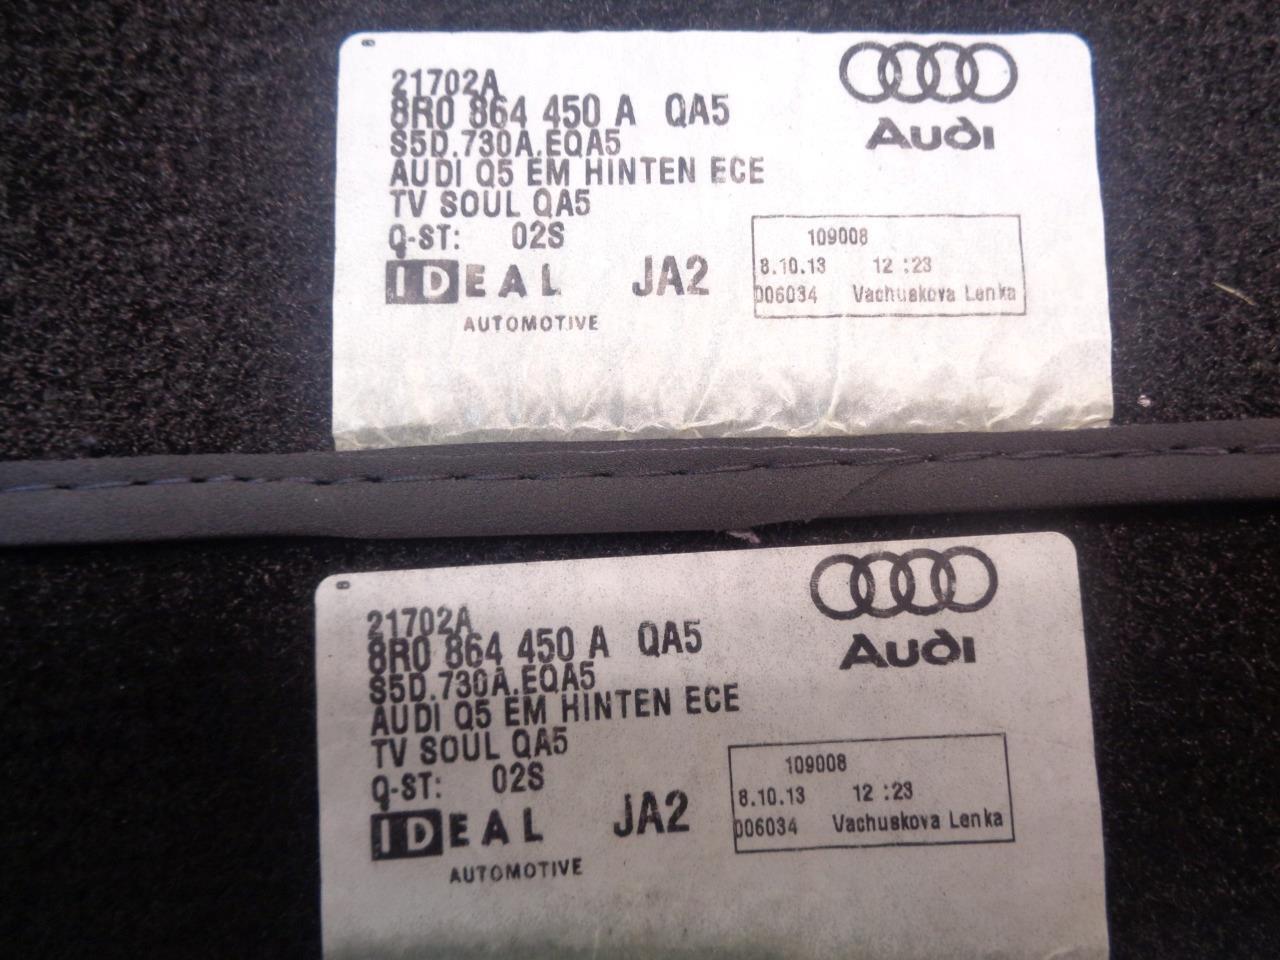 Audi
21702A
8R0 864 450 A QA5
S5D.730A.EQA5
AUDI Q5 EM HINTEN ECE
TV SOUL QA5
Q-ST: 02S
IDEAL JA2
AUTOMOTIVE
109008
8.10.13 12 :23
006034 Vachuskova Lenka
Audi
21702A
8R0 864 450 A QA5
S5D.730A.EQA5
AUDI Q5 EM HINTEN ECE
TV SOUL QA5
Q-ST: 02S
IDEAL JA2
AUTOMOTIVE
109008
8.10.13 12 :23
006034 Vachuskova Lenka